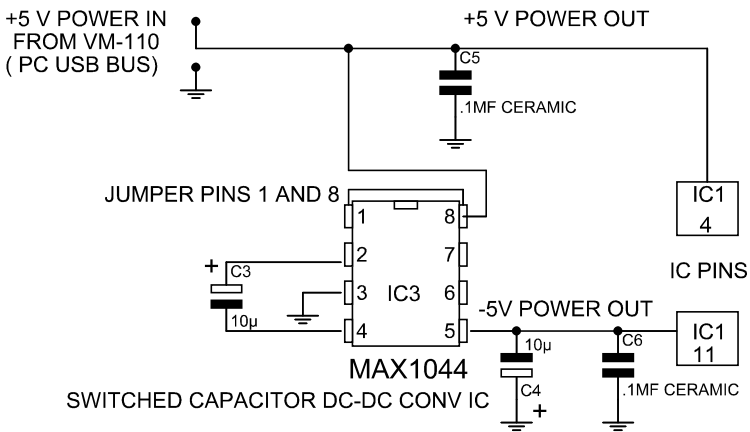 +5 V POWER IN
FROM VM-110
( PC USB BUS)
+5 V POWER OUT
C5
.1MF CERAMIC
JUMPER PINS 1 AND 8
IC1
4
IC PINS
1
8
2
7
3
6
IC3
4
5
+
C3
10µ
-5V POWER OUT
IC1
11
10µ
C4
+
C6
.1MF CERAMIC
MAX1044
SWITCHED CAPACITOR DC-DC CONV IC